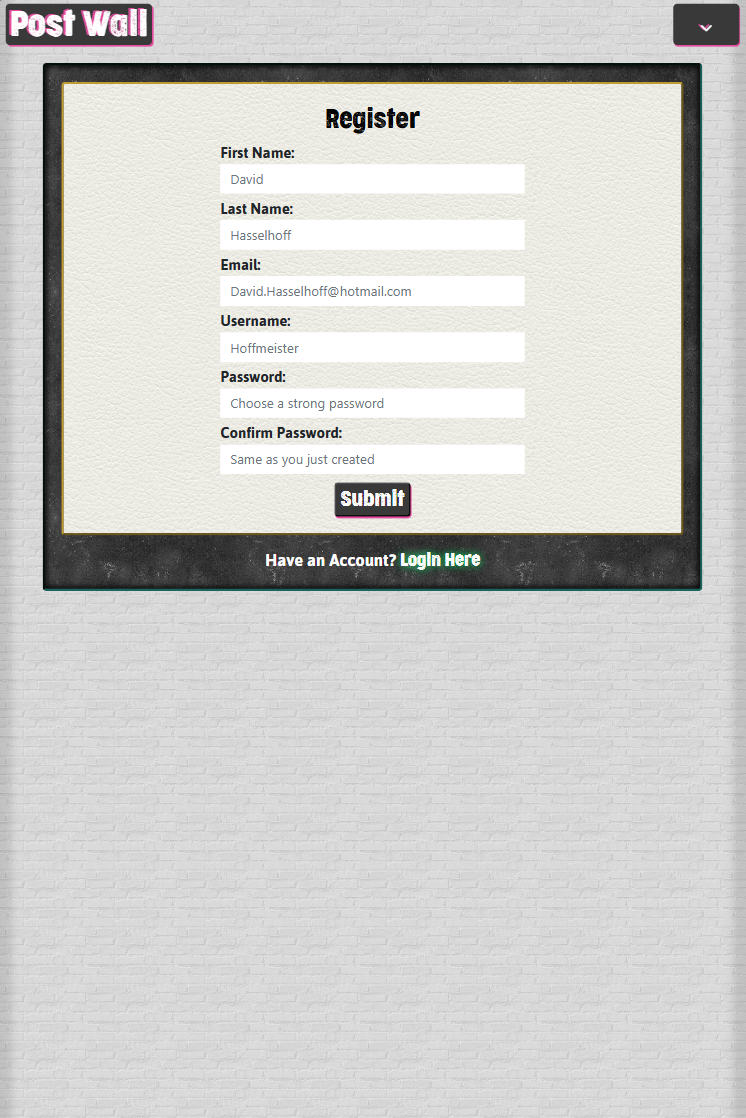 Post Wall
Register
First Name:
David
Last Name:
Hasselhoff
Email:
David.Hasselhoff@hotmail.com
Username:
Hoffmeister
Password:
Choose a strong password
Confirm Password:
Same as you just created
Submit
Have an Account? Login Here